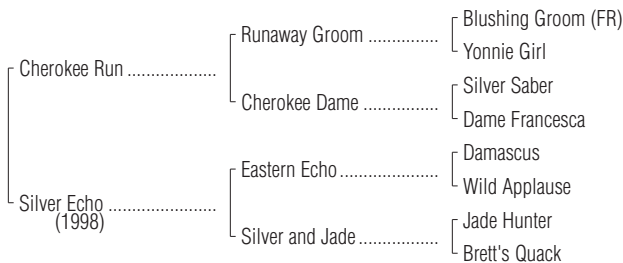 Blushing Groom (FR)
Runaway Groom ..................
Yonnie Girl
Cherokee Run ...................
Silver Saber
Cherokee Dame ...................
Dame Francesca
Damascus
Eastern Echo ....................
Wild Applause
Silver Echo .......................
(1998)
Jade Hunter
Silver and Jade ..................
Brett's Quack